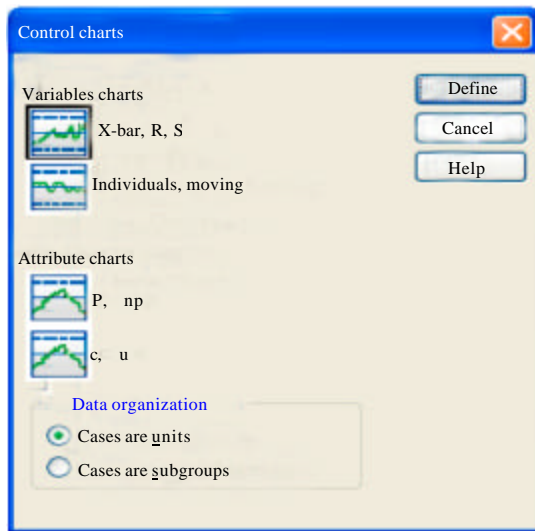 Control charts
Variables charts
X-bar, R, S
Individuals, moving
Attribute charts
P, np
c, u
Data organization
Cases are units
Cases are subgroups
Define
Cancel
Help